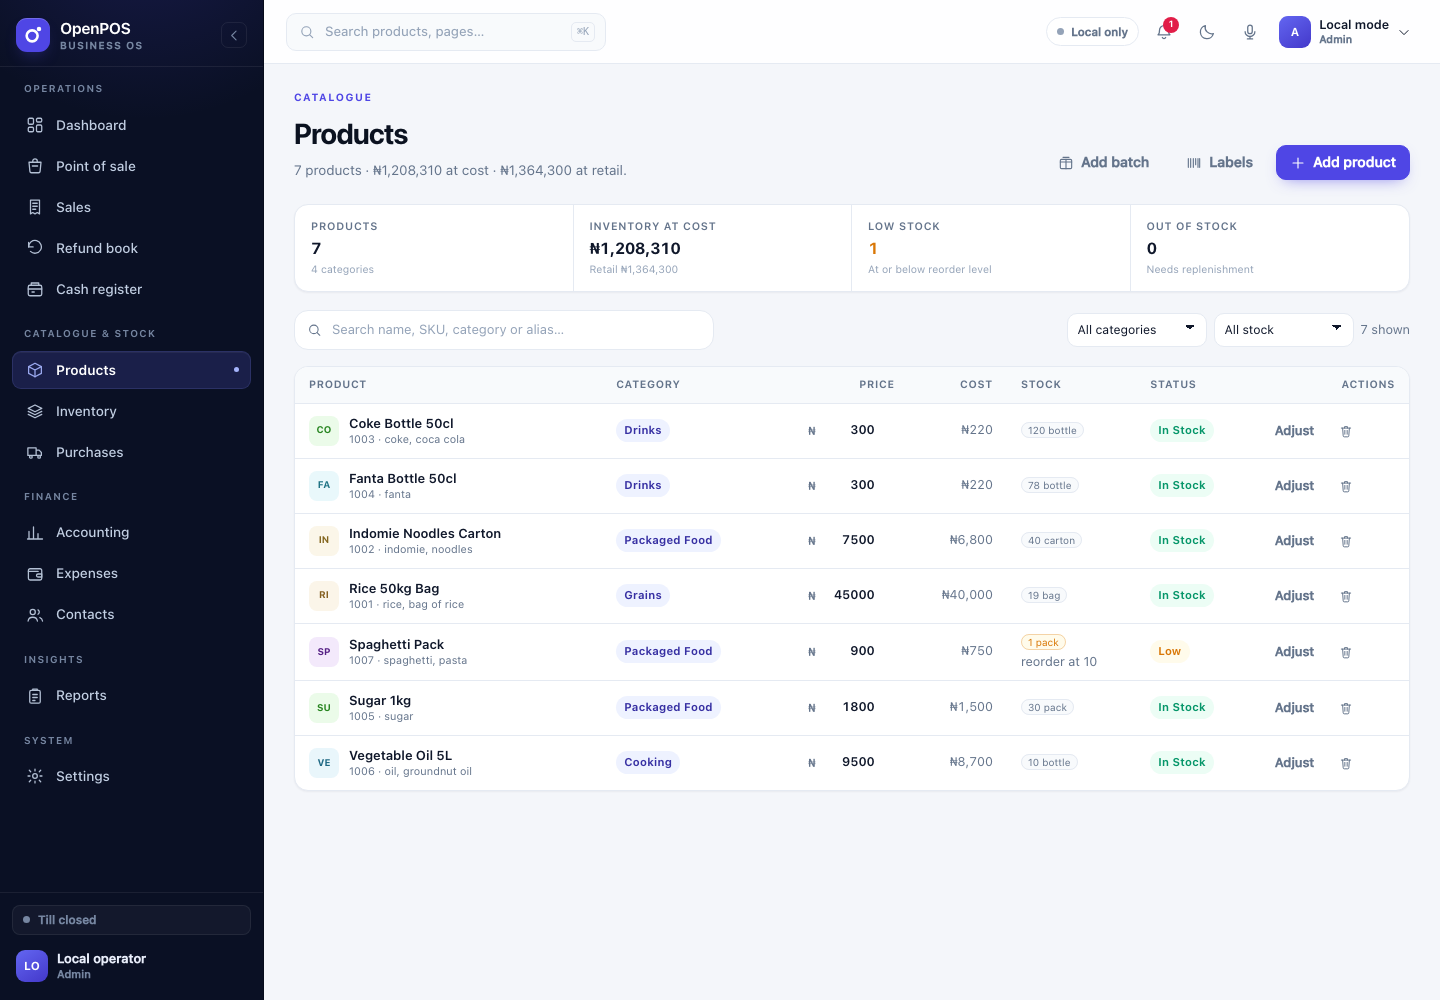 OpenPOS
BUSINESS OS
OPERATIONS
Dashboard
Point of sale
Sales
Refund book
Cash register
CATALOGUE & STOCK
Products
Inventory
Purchases
FINANCE
Accounting
Expenses
Contacts
INSIGHTS
Reports
SYSTEM
Settings
Till closed
LO
Local operator
Admin
Search products, pages...
⌘K
Local only
1
A
Local mode
Admin
CATALOGUE
Products
7 products · ₦1,208,310 at cost · ₦1,364,300 at retail.
Add batch
Labels
Add product
PRODUCTS
7
4 categories
INVENTORY AT COST
₦1,208,310
Retail ₦1,364,300
LOW STOCK
1
At or below reorder level
OUT OF STOCK
0
Needs replenishment
Search name, SKU, category or alias...
All categories
All stock
7 shown
PRODUCT CATEGORY PRICE COST STOCK STATUS ACTIONS
CO Coke Bottle 50cl Drinks ₦ 300 ₦220 120 bottle In Stock Adjust
1003 · coke, coca cola
FA Fanta Bottle 50cl Drinks ₦ 300 ₦220 78 bottle In Stock Adjust
1004 · fanta
IN Indomie Noodles Carton Packaged Food ₦ 7500 ₦6,800 40 carton In Stock Adjust
1002 · indomie, noodles
RI Rice 50kg Bag Grains ₦ 45000 ₦40,000 19 bag In Stock Adjust
1001 · rice, bag of rice
SP Spaghetti Pack Packaged Food ₦ 900 ₦750 1 pack Low Adjust
1007 · spaghetti, pasta reorder at 10
SU Sugar 1kg Packaged Food ₦ 1800 ₦1,500 30 pack In Stock Adjust
1005 · sugar
VE Vegetable Oil 5L Cooking ₦ 9500 ₦8,700 10 bottle In Stock Adjust
1006 · oil, groundnut oil